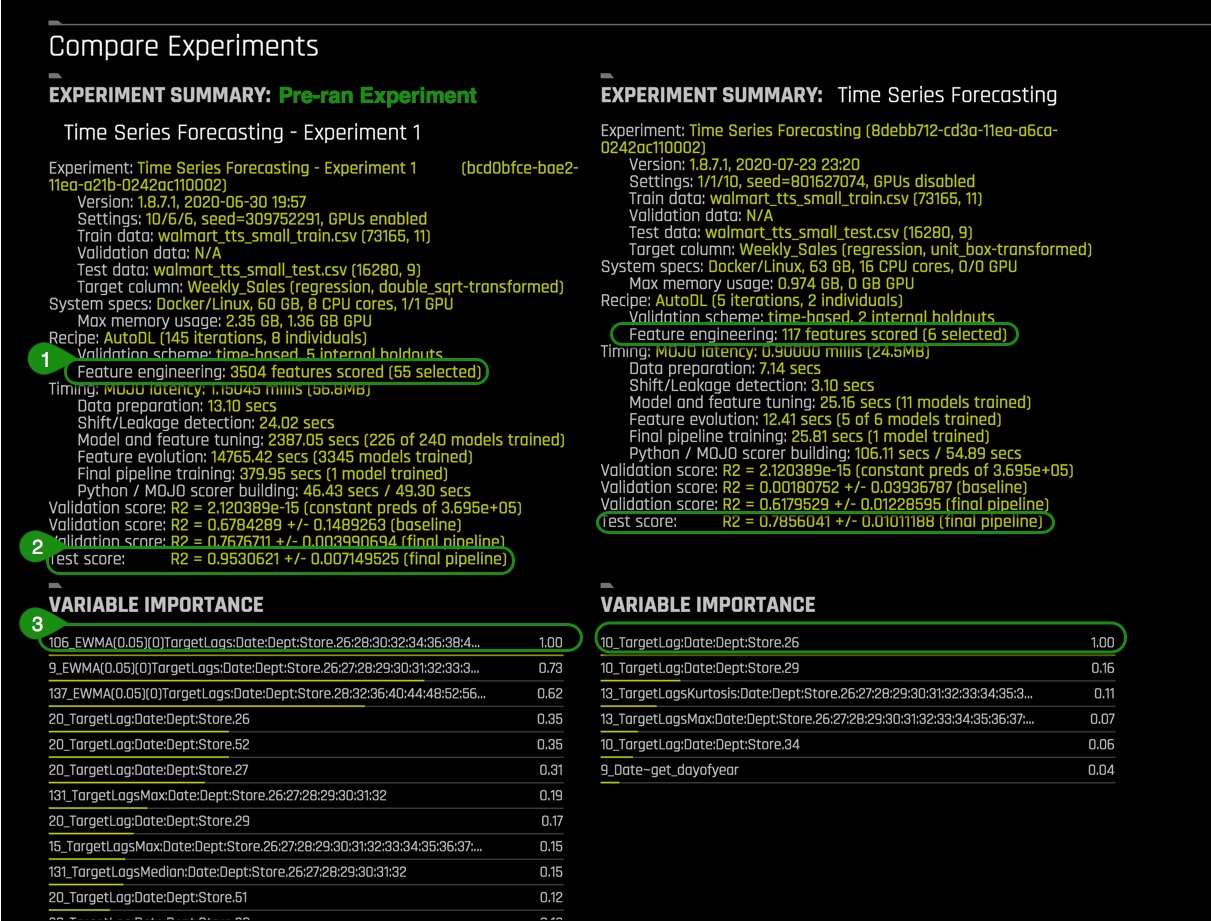 Compare Experiments
EXPERIMENT SUMMARY: Pre-ran Experiment
Time Series Forecasting - Experiment 1
Experiment: Time Series Forecasting - Experiment 1 (bcd0bfce-bae2-
11ea-a21b-0242ac110002)
Version: 1.8.7.1, 2020-06-30 19:57
Settings: 10/6/6, seed=309752291, GPUs enabled
Train data: walmart_tts_small_train.csv (73165, 11)
Validation data: N/A
Test data: walmart_tts_small_test.csv (16280, 9)
Target column: Weekly_Sales (regression, double_sqrt-transformed)
System specs: Docker/Linux, 60 GB, 8 CPU cores, 1/1 GPU
Max memory usage: 2.35 GB, 1.36 GB GPU
Recipe: AutoDL (145 iterations, 8 individuals)
1
Validation scheme: time-based, 5 internal holdouts
Feature engineering: 3504 features scored (55 selected)
Timing: MOJO latency: 1.15045 millis (56.8MB)
Data preparation: 13.10 secs
Shift/Leakage detection: 24.02 secs
Model and feature tuning: 2387.05 secs (226 of 240 models trained)
Feature evolution: 14765.42 secs (3345 models trained)
Final pipeline training: 379.95 secs (1 model trained)
Python / MOJO scorer building: 46.43 secs / 49.30 secs
Validation score: R2 = 2.120389e-15 (constant preds of 3.695e+05)
Validation score: R2 = 0.6784289 +/- 0.1489263 (baseline)
2
Validation score: R2 = 0.7676711 +/- 0.003990694 (final pipeline)
Test score: R2 = 0.9530621 +/- 0.007149525 (final pipeline)
VARIABLE IMPORTANCE
3
106_EWMA(0.05)(0)TargetLags:Date:Dept:Store.26:28:30:32:34:36:38:4... 1.00
9_EWMA(0.05)(0)TargetLags:Date:Dept:Store.26:27:28:29:30:31:32:33:3... 0.73
137_EWMA(0.05)(0)TargetLags:Date:Dept:Store.28:32:36:40:44:48:52:56... 0.62
20_TargetLag:Date:Dept:Store.26 0.35
20_TargetLag:Date:Dept:Store.52 0.35
20_TargetLag:Date:Dept:Store.27 0.31
131_TargetLagsMax:Date:Dept:Store.26:27:28:29:30:31:32 0.19
20_TargetLag:Date:Dept:Store.29 0.17
15_TargetLagsMax:Date:Dept:Store.26:27:28:29:30:31:32:33:34:35:36:37:... 0.15
131_TargetLagsMedian:Date:Dept:Store.26:27:28:29:30:31:32 0.15
20_TargetLag:Date:Dept:Store.51 0.12
EXPERIMENT SUMMARY: Time Series Forecasting
Experiment: Time Series Forecasting (8debb712-cd3a-11ea-a6ca-
0242ac110002)
Version: 1.8.7.1, 2020-07-23 23:20
Settings: 1/1/10, seed=801627074, GPUs disabled
Train data: walmart_tts_small_train.csv (73165, 11)
Validation data: N/A
Test data: walmart_tts_small_test.csv (16280, 9)
Target column: Weekly_Sales (regression, unit_box-transformed)
System specs: Docker/Linux, 63 GB, 16 CPU cores, 0/0 GPU
Max memory usage: 0.974 GB, 0 GB GPU
Recipe: AutoDL (5 iterations, 2 individuals)
Validation scheme: time-based, 2 internal holdouts
Feature engineering: 117 features scored (6 selected)
Timing: MOJO latency: 0.90000 millis (24.5MB)
Data preparation: 7.14 secs
Shift/Leakage detection: 3.10 secs
Model and feature tuning: 25.16 secs (11 models trained)
Feature evolution: 12.41 secs (5 of 6 models trained)
Final pipeline training: 25.81 secs (1 model trained)
Python / MOJO scorer building: 106.11 secs / 54.89 secs
Validation score: R2 = 2.120389e-15 (constant preds of 3.695e+05)
Validation score: R2 = 0.00180752 +/- 0.03936787 (baseline)
Validation score: R2 = 0.6179529 +/- 0.01228595 (final pipeline)
Test score: R2 = 0.7856041 +/- 0.01011188 (final pipeline)
VARIABLE IMPORTANCE
10_TargetLag:Date:Dept:Store.26 1.00
10_TargetLag:Date:Dept:Store.29 0.16
13_TargetLagsKurtosis:Date:Dept:Store.26:27:28:29:30:31:32:33:34:35:3... 0.11
13_TargetLagsMax:Date:Dept:Store.26:27:28:29:30:31:32:33:34:35:36:37:... 0.07
10_TargetLag:Date:Dept:Store.34 0.06
9_Date~get_dayofyear 0.04